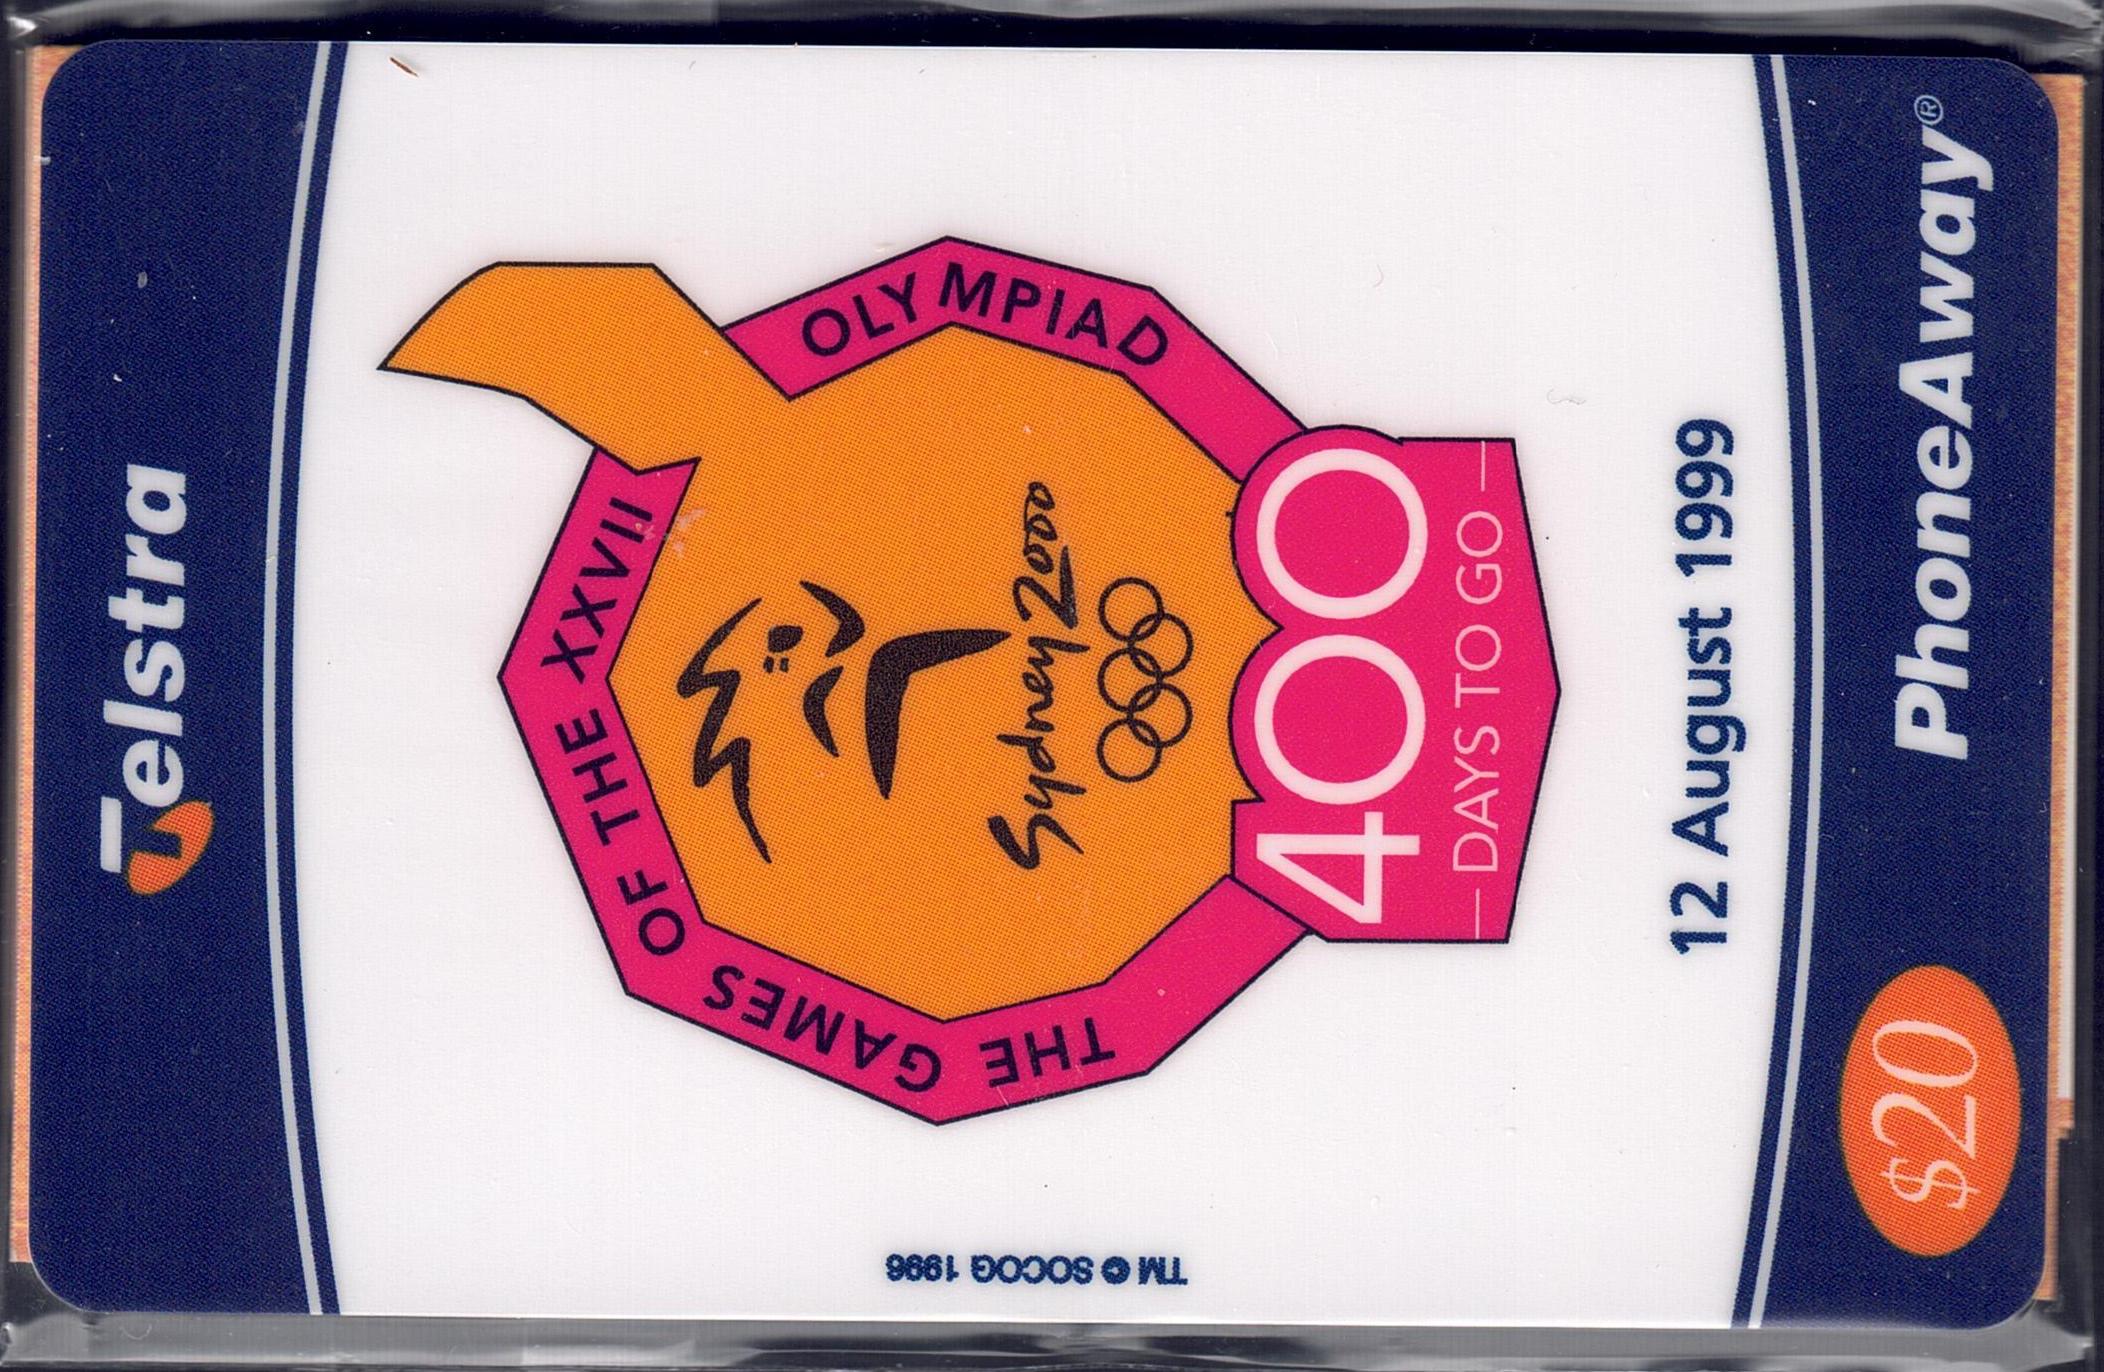 Telstra
THE GAMES OF THE XXVII OLYMPIAD
Sydney 2000
400
DAYS TO GO
12 August 1999
PhoneAway®
$20
TM © SOCOG 1996